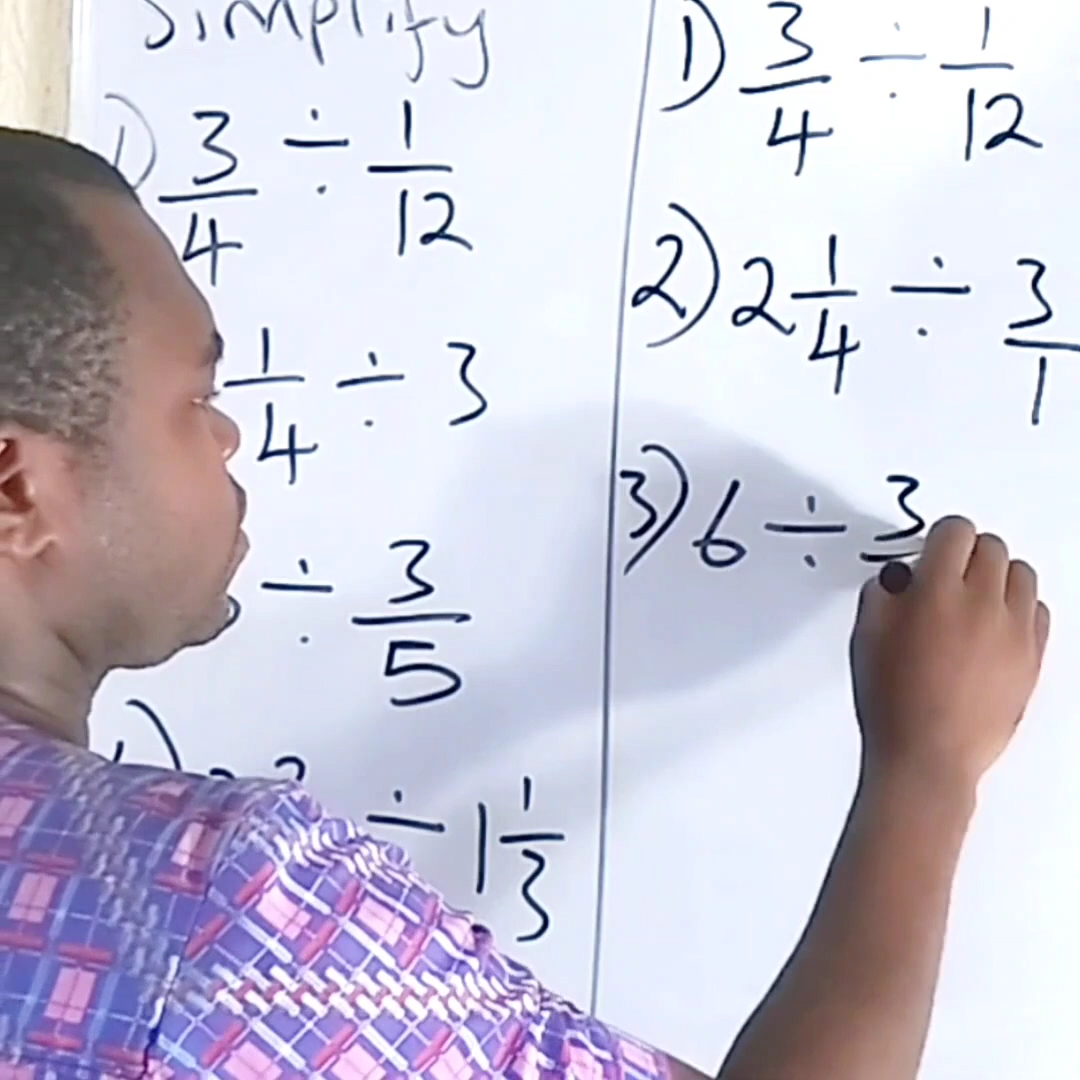 Simplify
1) 3/4 ÷ 1/12
1/4 ÷ 3
÷ 3/5
÷ 1 1/3
1) 3/4 ÷ 1/12
2) 2 1/4 ÷ 3/1
3) 6 ÷ 3